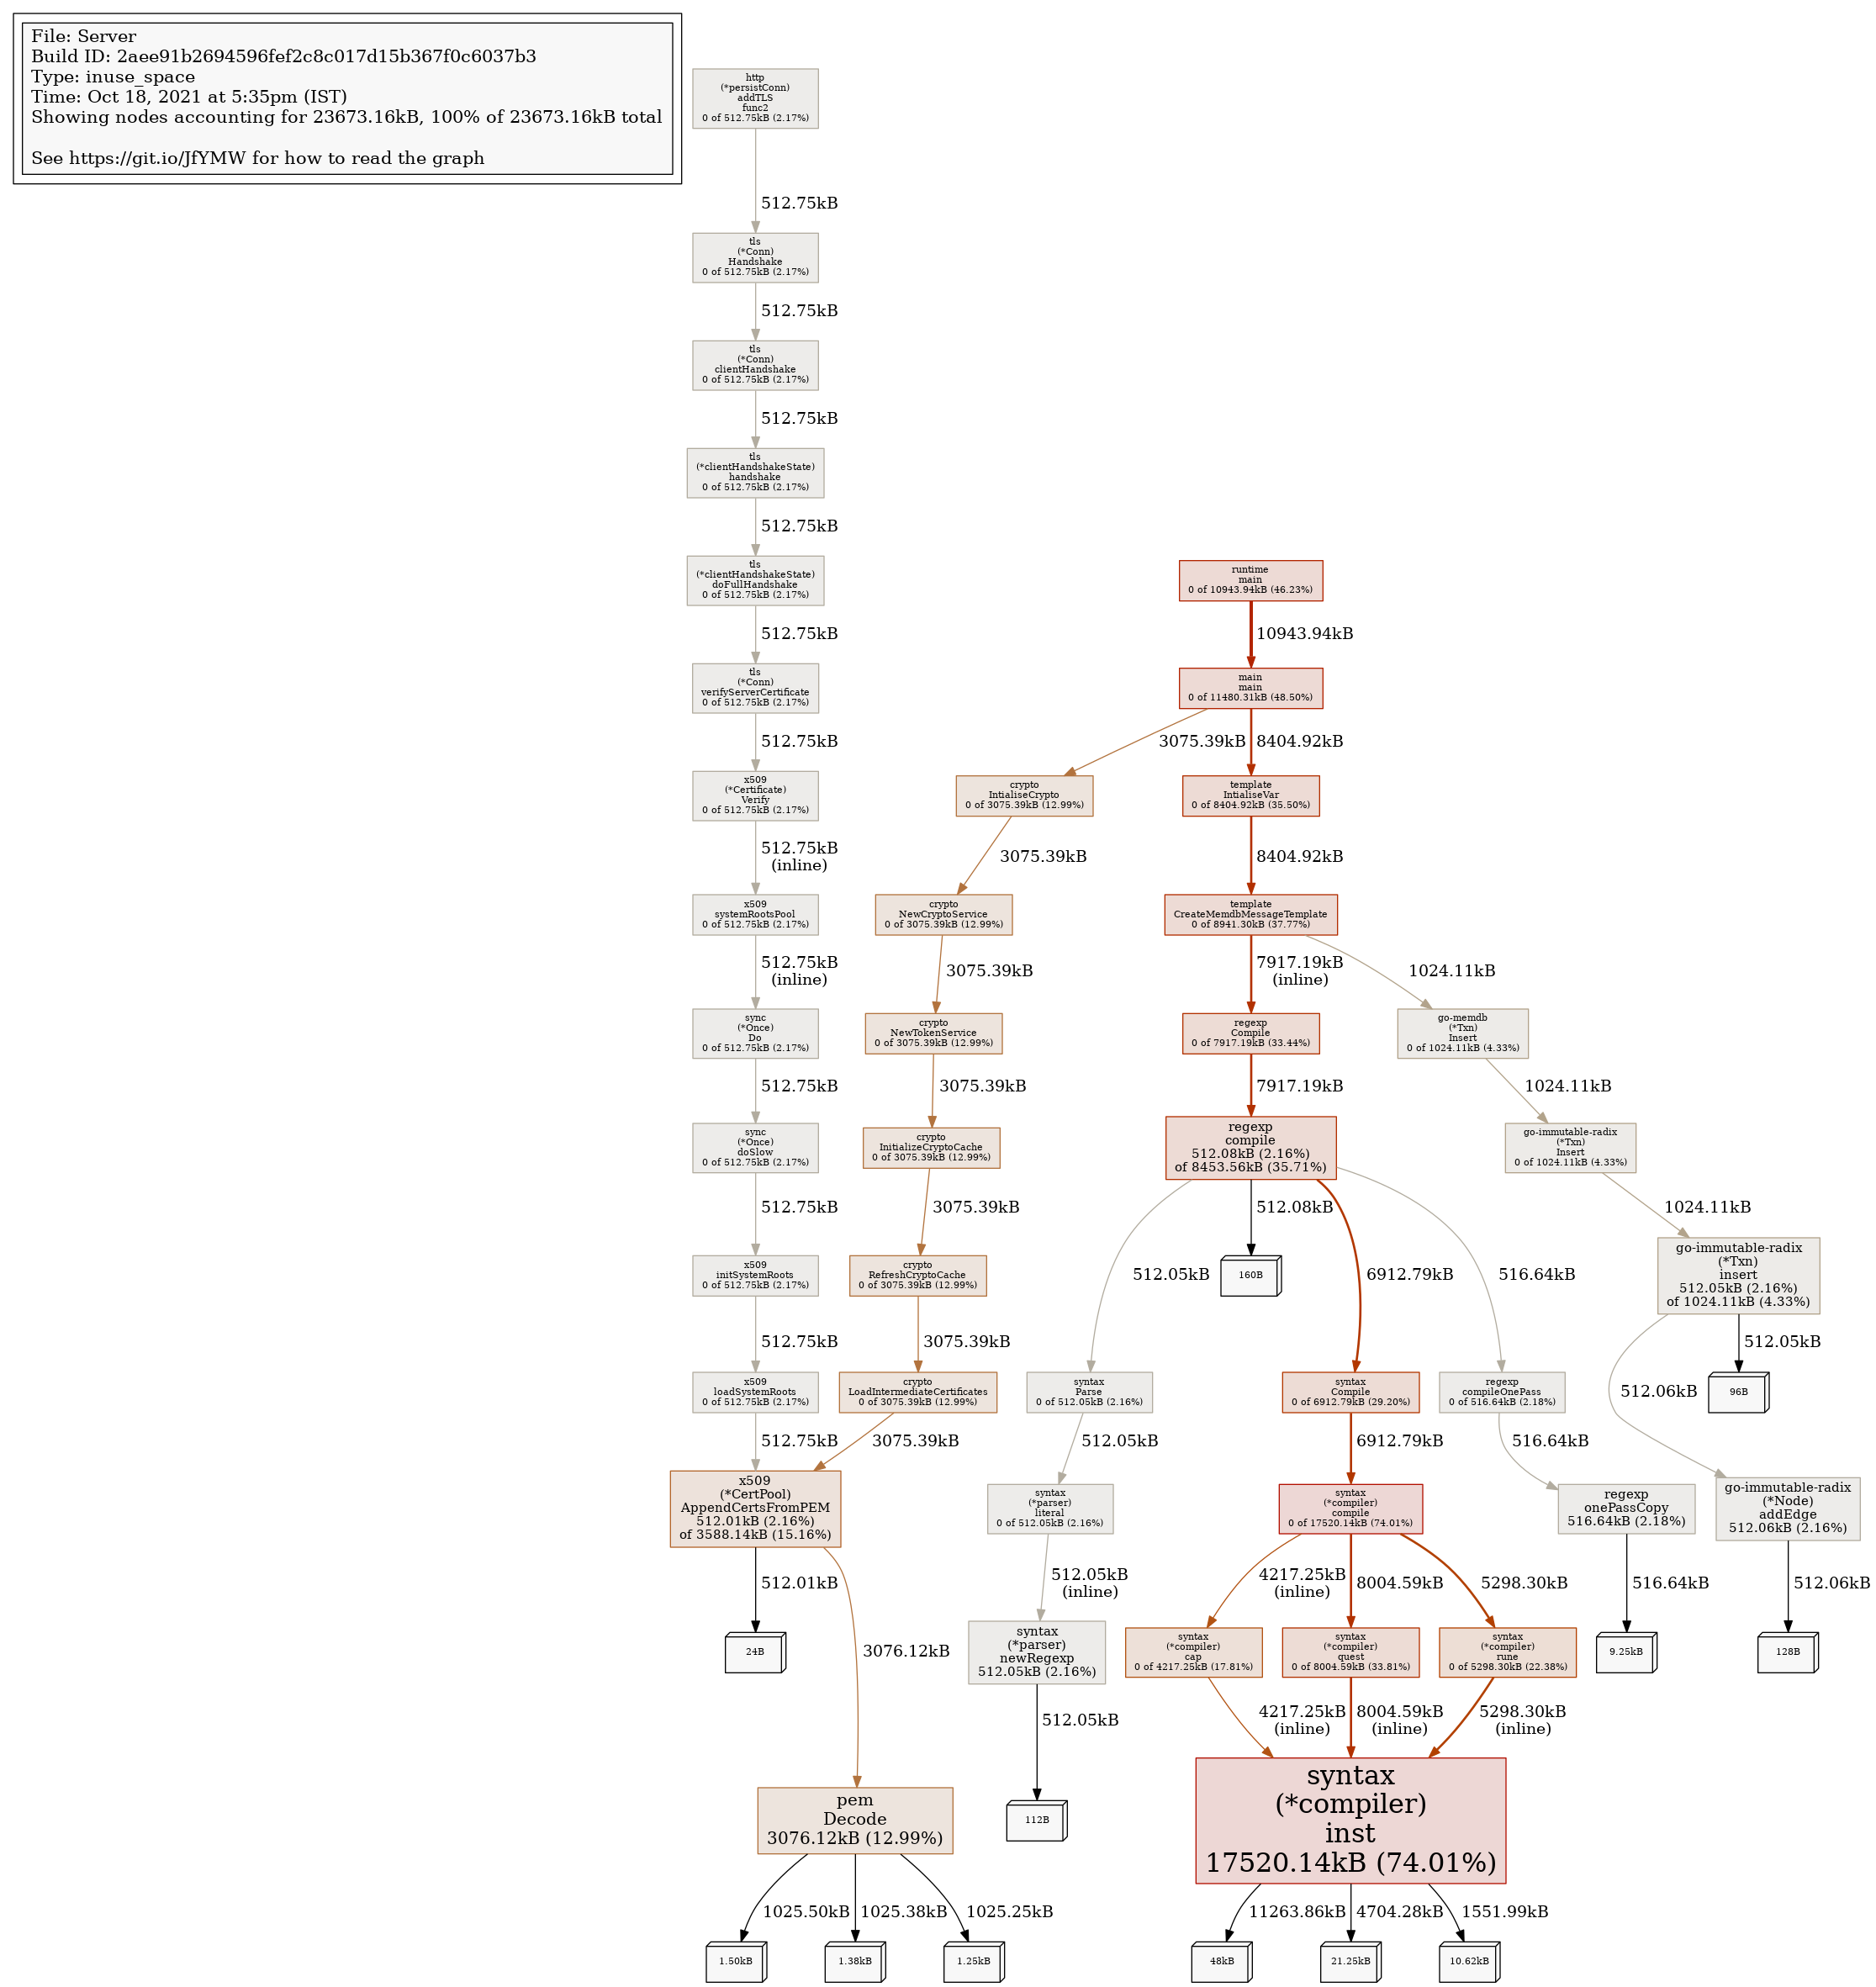 File: Server
Build ID: 2aee91b2694596fef2c8c017d15b367f0c6037b3
Type: inuse_space
Time: Oct 18, 2021 at 5:35pm (IST)
Showing nodes accounting for 23673.16kB, 100% of 23673.16kB total
See https://git.io/JfYMW for how to read the graph
http
(*persistConn)
addTLS
func2
0 of 512.75kB (2.17%)
512.75kB
tls
(*Conn)
Handshake
0 of 512.75kB (2.17%)
512.75kB
tls
(*Conn)
clientHandshake
0 of 512.75kB (2.17%)
512.75kB
tls
(*clientHandshakeState)
handshake
0 of 512.75kB (2.17%)
512.75kB
tls
(*clientHandshakeState)
doFullHandshake
0 of 512.75kB (2.17%)
512.75kB
tls
(*Conn)
verifyServerCertificate
0 of 512.75kB (2.17%)
512.75kB
x509
(*Certificate)
Verify
0 of 512.75kB (2.17%)
512.75kB
(inline)
x509
systemRootsPool
0 of 512.75kB (2.17%)
512.75kB
(inline)
sync
(*Once)
Do
0 of 512.75kB (2.17%)
512.75kB
sync
(*Once)
doSlow
0 of 512.75kB (2.17%)
512.75kB
x509
initSystemRoots
0 of 512.75kB (2.17%)
512.75kB
x509
loadSystemRoots
0 of 512.75kB (2.17%)
512.75kB
runtime
main
0 of 10943.94kB (46.23%)
10943.94kB
main
main
0 of 11480.31kB (48.50%)
3075.39kB
8404.92kB
crypto
IntialiseCrypto
0 of 3075.39kB (12.99%)
3075.39kB
crypto
NewCryptoService
0 of 3075.39kB (12.99%)
3075.39kB
crypto
NewTokenService
0 of 3075.39kB (12.99%)
3075.39kB
crypto
InitializeCryptoCache
0 of 3075.39kB (12.99%)
3075.39kB
crypto
RefreshCryptoCache
0 of 3075.39kB (12.99%)
3075.39kB
crypto
LoadIntermediateCertificates
0 of 3075.39kB (12.99%)
3075.39kB
x509
(*CertPool)
AppendCertsFromPEM
512.01kB (2.16%)
of 3588.14kB (15.16%)
512.01kB
24B
3076.12kB
pem
Decode
3076.12kB (12.99%)
1025.50kB
1025.38kB
1025.25kB
1.50kB
1.38kB
1.25kB
template
IntialiseVar
0 of 8404.92kB (35.50%)
8404.92kB
template
CreateMemdbMessageTemplate
0 of 8941.30kB (37.77%)
7917.19kB
(inline)
1024.11kB
regexp
Compile
0 of 7917.19kB (33.44%)
7917.19kB
regexp
compile
512.08kB (2.16%)
of 8453.56kB (35.71%)
512.05kB
512.08kB
6912.79kB
516.64kB
160B
syntax
Parse
0 of 512.05kB (2.16%)
512.05kB
syntax
(*parser)
literal
0 of 512.05kB (2.16%)
512.05kB
(inline)
syntax
(*parser)
newRegexp
512.05kB (2.16%)
512.05kB
112B
syntax
Compile
0 of 6912.79kB (29.20%)
6912.79kB
syntax
(*compiler)
compile
0 of 17520.14kB (74.01%)
4217.25kB
(inline)
8004.59kB
5298.30kB
syntax
(*compiler)
cap
0 of 4217.25kB (17.81%)
syntax
(*compiler)
quest
0 of 8004.59kB (33.81%)
syntax
(*compiler)
rune
0 of 5298.30kB (22.38%)
4217.25kB
(inline)
8004.59kB
(inline)
5298.30kB
(inline)
syntax
(*compiler)
inst
17520.14kB (74.01%)
11263.86kB
4704.28kB
1551.99kB
48kB
21.25kB
10.62kB
regexp
compileOnePass
0 of 516.64kB (2.18%)
516.64kB
regexp
onePassCopy
516.64kB (2.18%)
516.64kB
9.25kB
go-memdb
(*Txn)
Insert
0 of 1024.11kB (4.33%)
1024.11kB
go-immutable-radix
(*Txn)
Insert
0 of 1024.11kB (4.33%)
1024.11kB
go-immutable-radix
(*Txn)
insert
512.05kB (2.16%)
of 1024.11kB (4.33%)
512.06kB
512.05kB
96B
go-immutable-radix
(*Node)
addEdge
512.06kB (2.16%)
512.06kB
128B